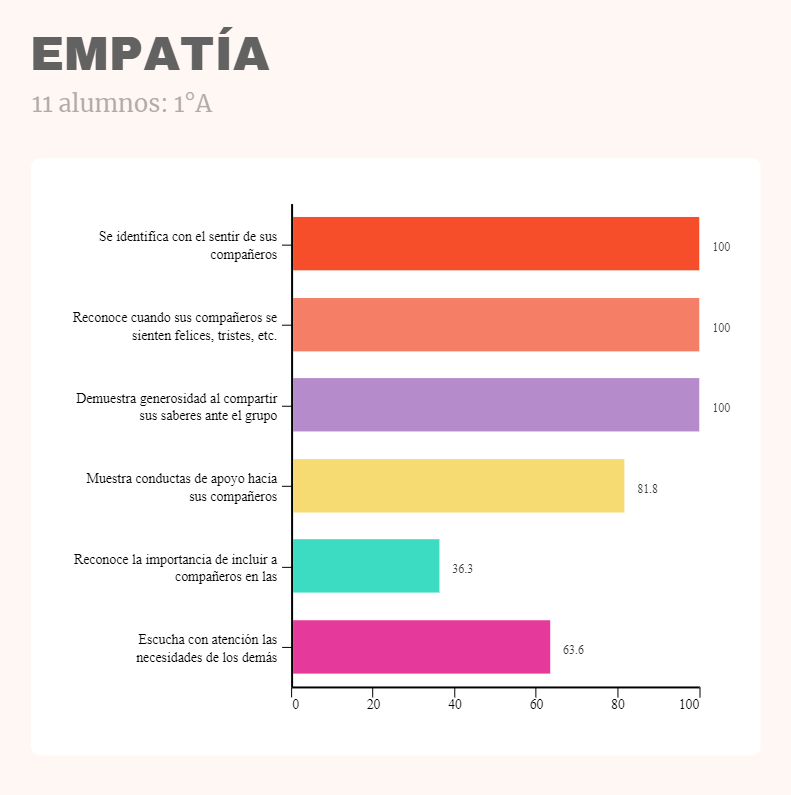 EMPATÍA
11 alumnos: 1°A
Se identifica con el sentir de sus
compañeros
100
Reconoce cuando sus compañeros se
sienten felices, tristes, etc.
100
Demuestra generosidad al compartir
sus saberes ante el grupo
100
Muestra conductas de apoyo hacia
sus compañeros
81.8
Reconoce la importancia de incluir a
compañeros en las
36.3
Escucha con atención las
necesidades de los demás
63.6
0 20 40 60 80 100